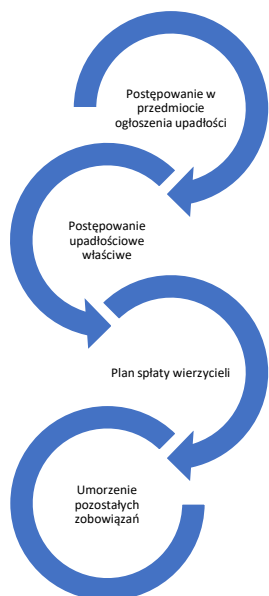 Postępowanie w
przedmiocie
ogłoszenia upadłości
Postępowanie
upadłościowe
właściwe
Plan spłaty wierzycieli
Umorzenie
pozostałych
zobowiązań